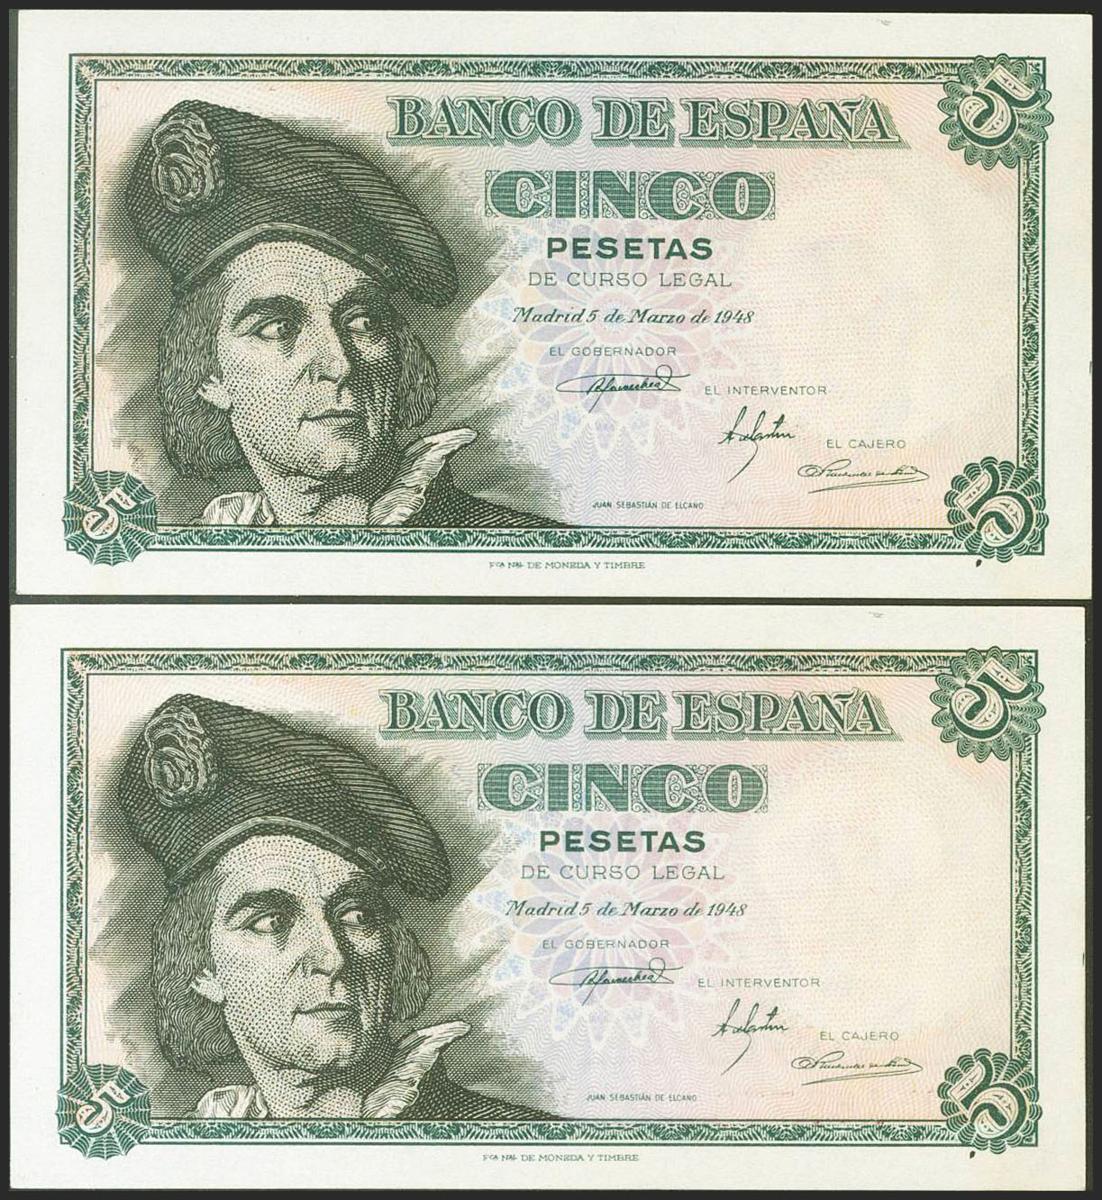 5
BANCO DE ESPAÑA
CINCO
PESETAS
DE CURSO LEGAL
Madrid 5 de Marzo de 1948
EL GOBERNADOR
EL INTERVENTOR
EL CAJERO
JUAN SEBASTIÁN DE ELCANO
5
5
Fᶜᴬ Nᴬᴸ DE MONEDA Y TIMBRE
5
BANCO DE ESPAÑA
CINCO
PESETAS
DE CURSO LEGAL
Madrid 5 de Marzo de 1948
EL GOBERNADOR
EL INTERVENTOR
EL CAJERO
JUAN SEBASTIÁN DE ELCANO
5
5
Fᶜᴬ Nᴬᴸ DE MONEDA Y TIMBRE